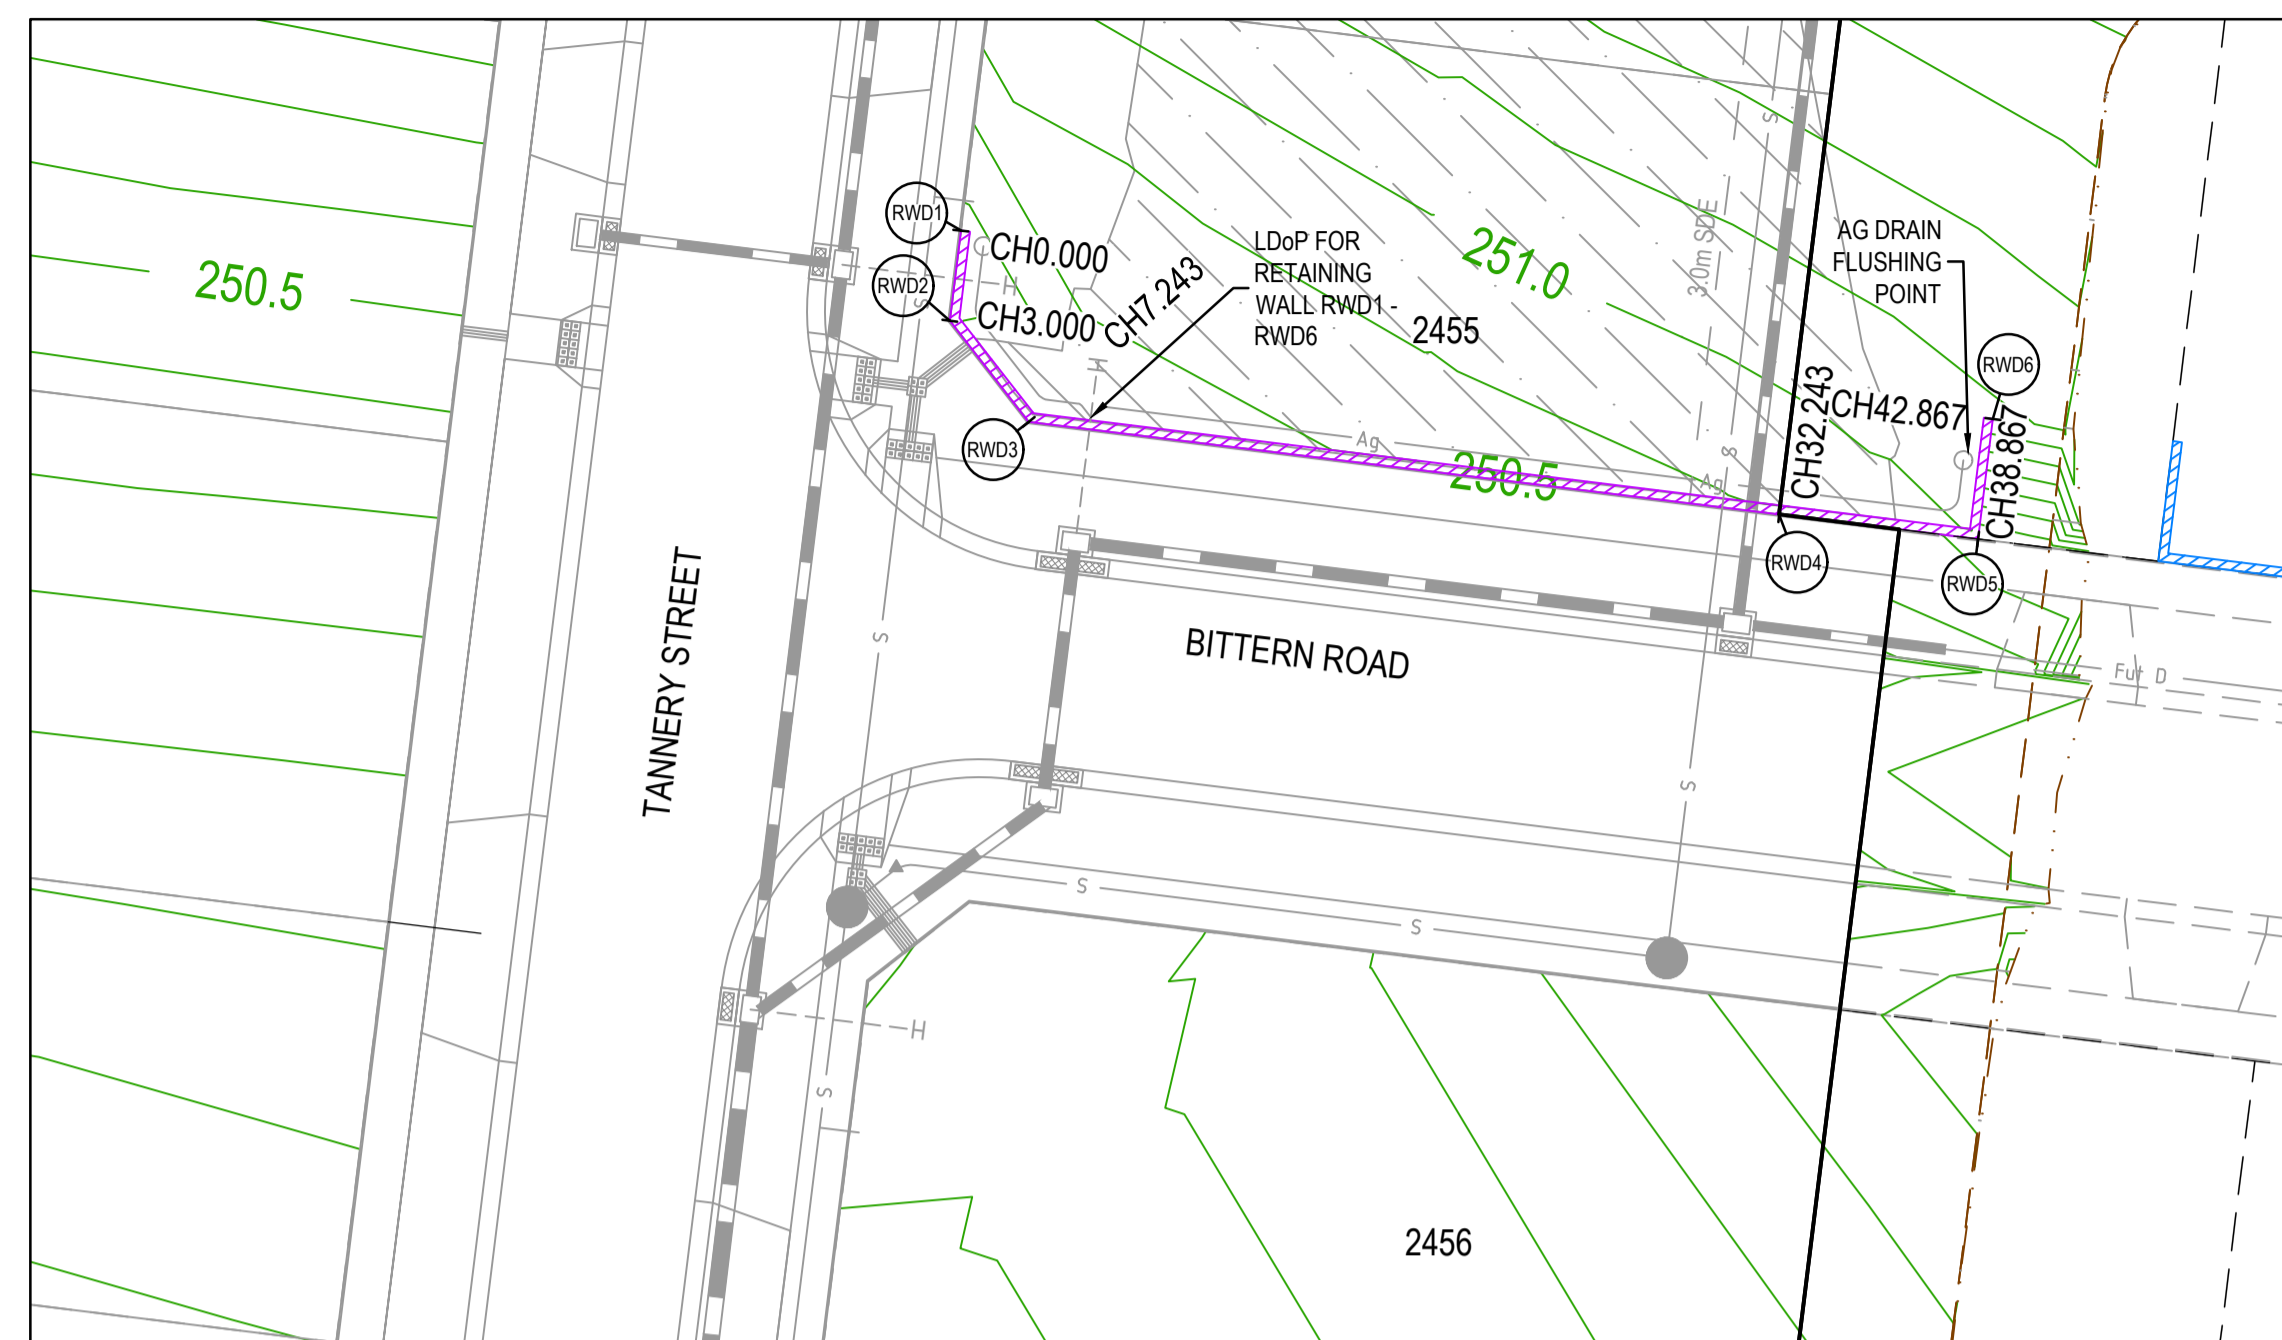 250.5
RWD1
CH0.000
H
RWD2
S
CH3.000
CH7.243
LDoP FOR
RETAINING
WALL RWD1 -
RWD6
2455
251.0
3.0m SDE
S
AG DRAIN
FLUSHING
POINT
RWD6
H
RWD3
Ag
250.5
S
Ag
CH32.243
CH42.867
CH38.867
RWD4
RWD5
TANNERY STREET
S
BITTERN ROAD
Fut D
S
S
S
H
S
2456